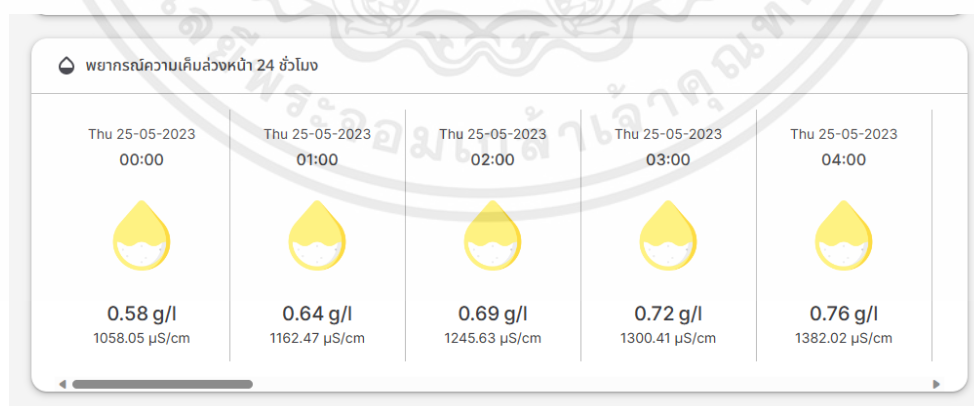 พยากรณ์ความเค็มล่วงหน้า 24 ชั่วโมง
Thu 25-05-2023 Thu 25-05-2023 Thu 25-05-2023 Thu 25-05-2023 Thu 25-05-2023
00:00 01:00 02:00 03:00 04:00
0.58 g/l 0.64 g/l 0.69 g/l 0.72 g/l 0.76 g/l
1058.05 µS/cm 1162.47 µS/cm 1245.63 µS/cm 1300.41 µS/cm 1382.02 µS/cm